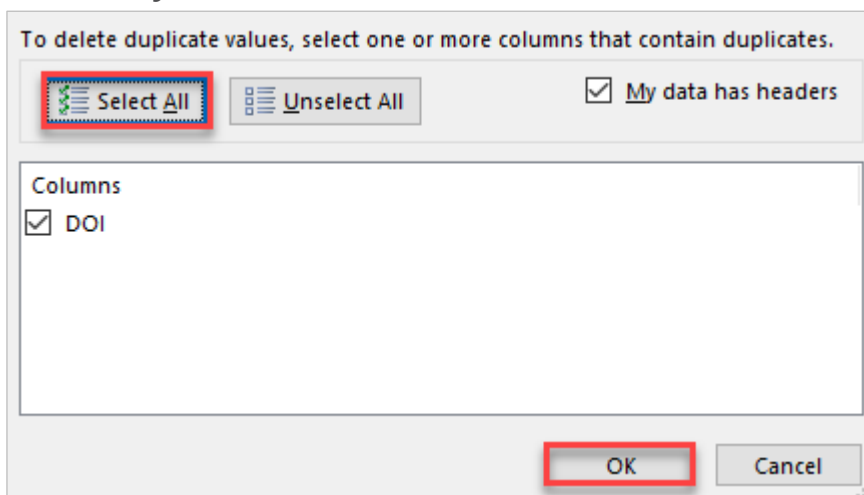 To delete duplicate values, select one or more columns that contain duplicates.
Select All
Unselect All
My data has headers
Columns
DOI
OK
Cancel